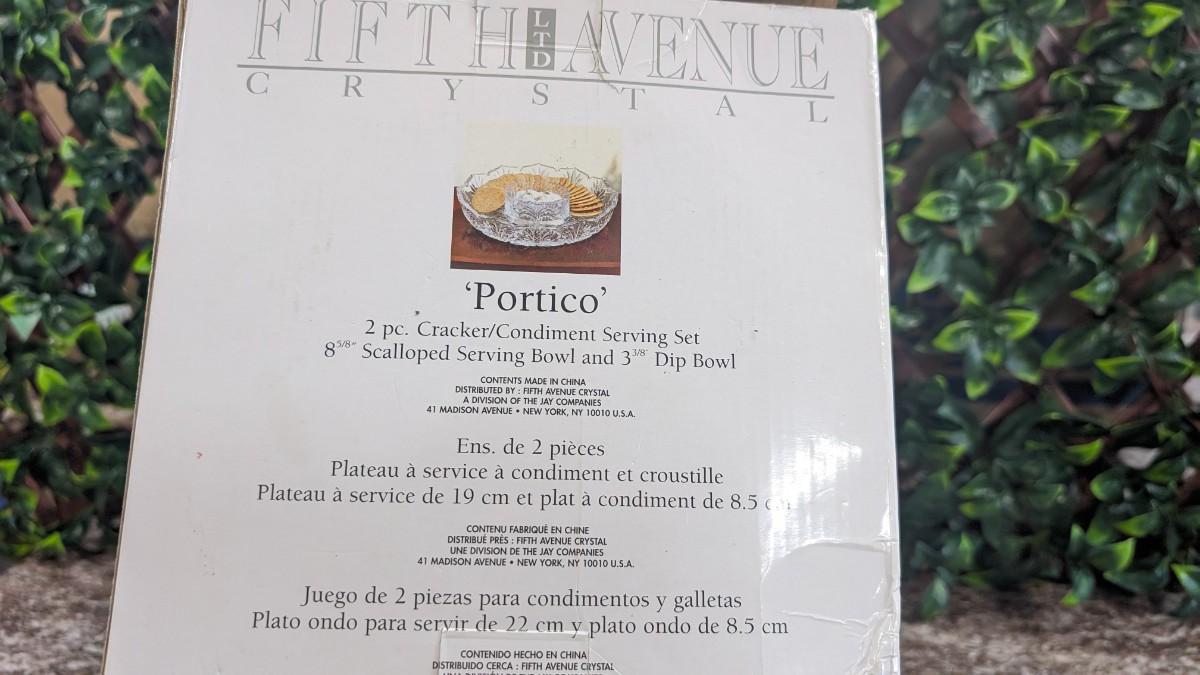 FIFTH LTD AVENUE
CRYSTAL
'Portico'
2 pc. Cracker/Condiment Serving Set
8 5/8" Scalloped Serving Bowl and 3 3/8" Dip Bowl
CONTENTS MADE IN CHINA
DISTRIBUTED BY : FIFTH AVENUE CRYSTAL
A DIVISION OF THE JAY COMPANIES
41 MADISON AVENUE • NEW YORK, NY 10010 U.S.A.
Ens. de 2 pièces
Plateau à service à condiment et croustille
Plateau à service de 19 cm et plat à condiment de 8.5 cm
CONTENU FABRIQUÉ EN CHINE
DISTRIBUÉ PRÈS : FIFTH AVENUE CRYSTAL
UNE DIVISION DE THE JAY COMPANIES
41 MADISON AVENUE • NEW YORK, NY 10010 U.S.A.
Juego de 2 piezas para condimentos y galletas
Plato ondo para servir de 22 cm y plato ondo de 8.5 cm
CONTENIDO HECHO EN CHINA
DISTRIBUIDO CERCA : FIFTH AVENUE CRYSTAL